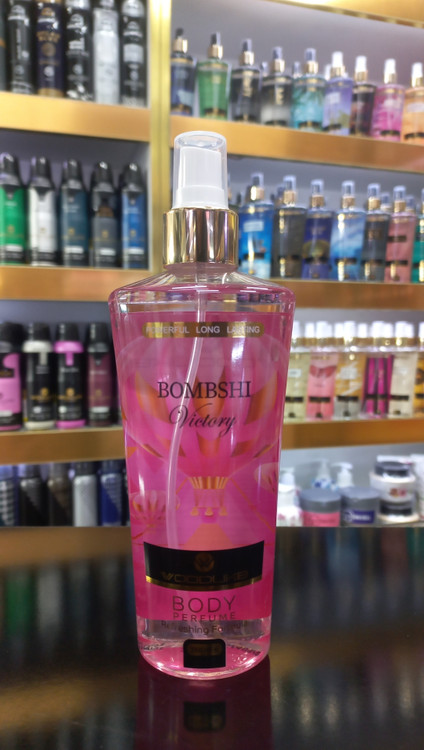 POWERFUL LONG LASTING
BOMBSHI
Victory
BODY
PERFUME